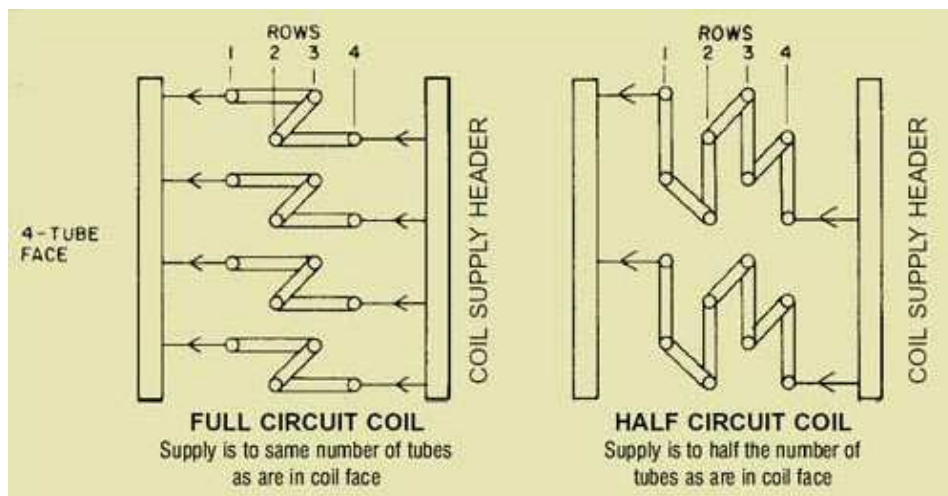 ROWS
1 2 3 4
4-TUBE
FACE
COIL SUPPLY HEADER
FULL CIRCUIT COIL
Supply is to same number of tubes
as are in coil face
ROWS
1 2 3 4
COIL SUPPLY HEADER
HALF CIRCUIT COIL
Supply is to half the number of
tubes as are in coil face